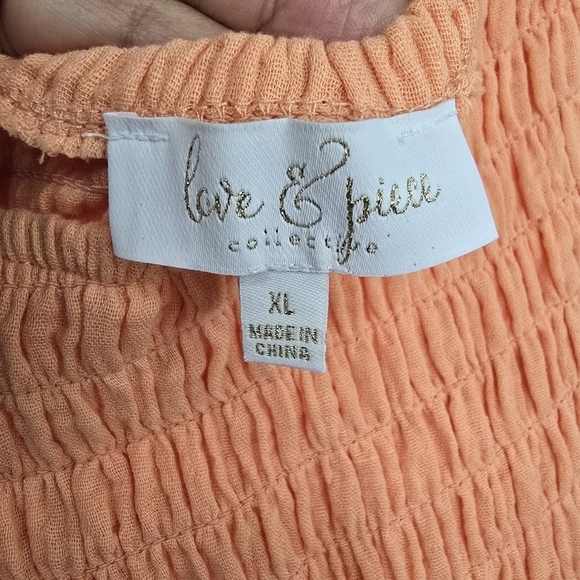 love & piece
collective
XL
MADE IN
CHINA